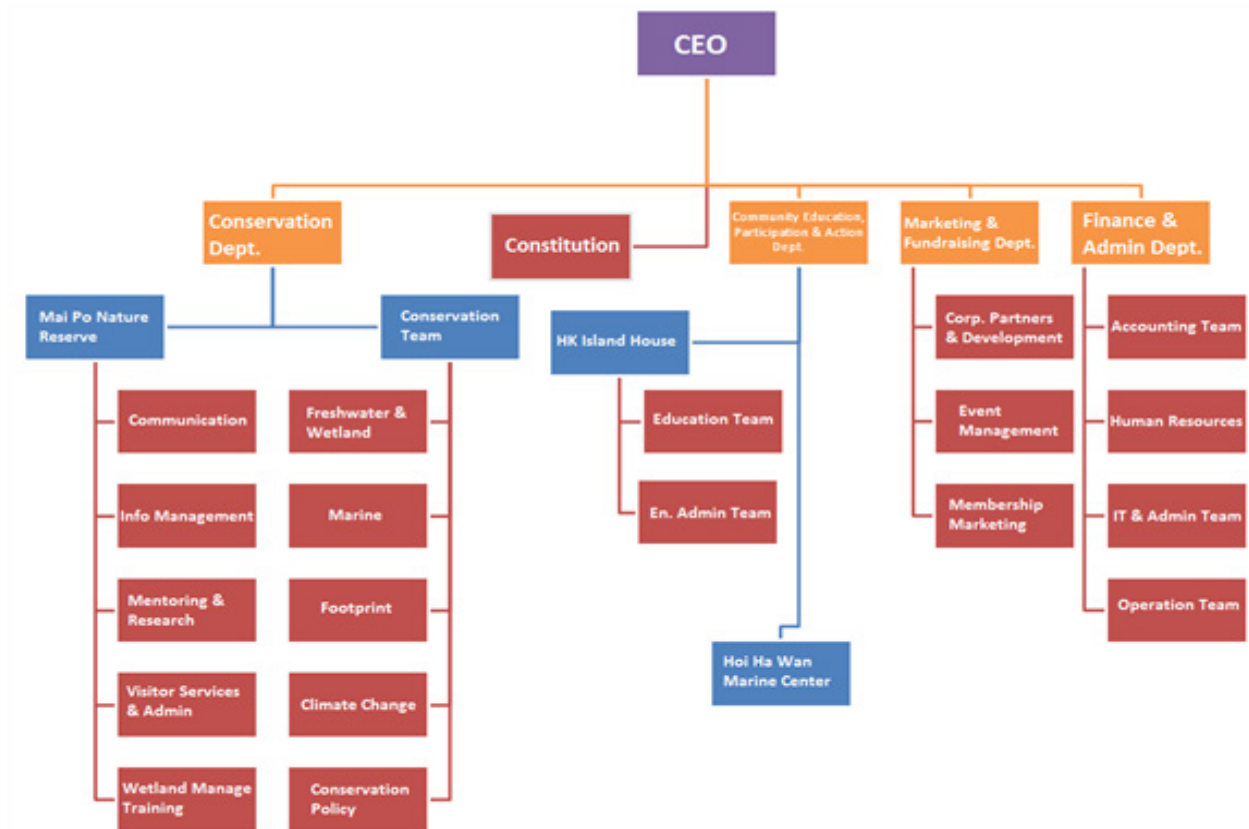 CEO
Conservation
Dept.
Constitution
Community Education,
Participation & Action
Dept.
Marketing &
Fundraising Dept.
Finance &
Admin Dept.
Mai Po Nature
Reserve
Conservation
Team
HK Island House
Corp. Partners
& Development
Accounting Team
Communication
Freshwater &
Wetland
Education Team
Event
Management
Human Resources
Info Management
Marine
En. Admin Team
Membership
Marketing
IT & Admin Team
Mentoring &
Research
Footprint
Operation Team
Hoi Ha Wan
Marine Center
Visitor Services
& Admin
Climate Change
Wetland Manage
Training
Conservation
Policy